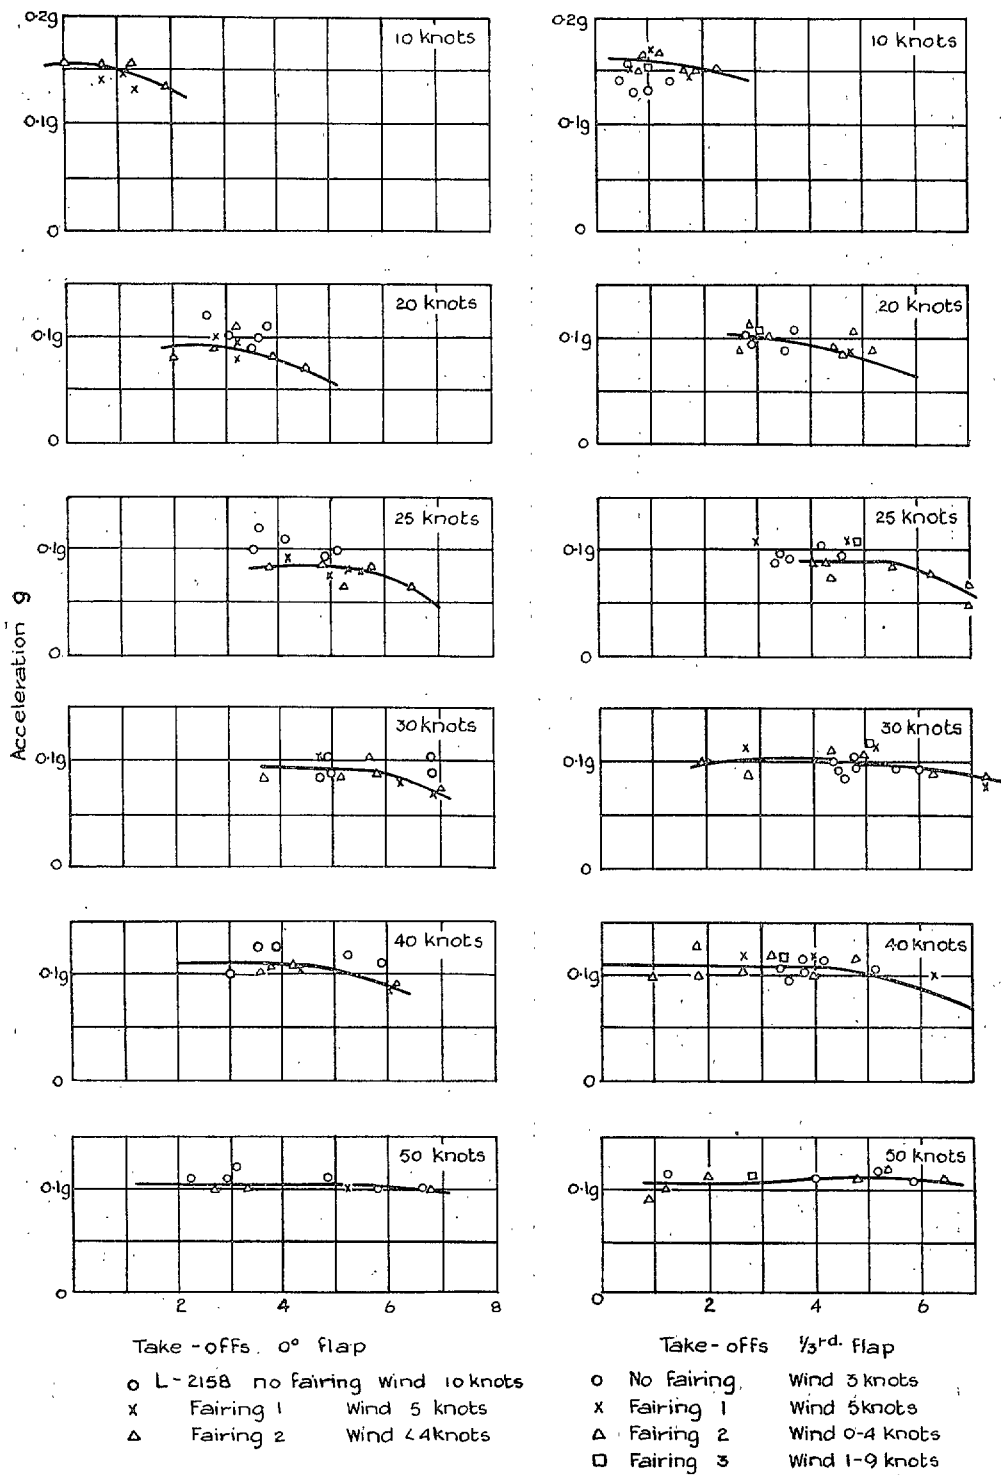 0.2g
10 knots
0.1g
0
0.2g
10 knots
0.1g
0
20 knots
0.1g
0
20 knots
0.1g
0
25 knots
0.1g
0
25 knots
0.1g
0
Acceleration g
30 knots
0.1g
0
30 knots
0.1g
0
40 knots
0.1g
0
40 knots
0.1g
0
50 knots
0.1g
0
2 4 6 8
50 knots
0.1g
0
0 2 4 6
Take-offs. 0° flap
○ L-2158 no fairing Wind 10 knots
x Fairing 1 Wind 5 knots
△ Fairing 2 Wind <4 knots
Take-offs 1/3rd. flap
○ No fairing Wind 3 knots
x Fairing 1 Wind 5 knots
△ Fairing 2 Wind 0-4 knots
□ Fairing 3 Wind 1-9 knots